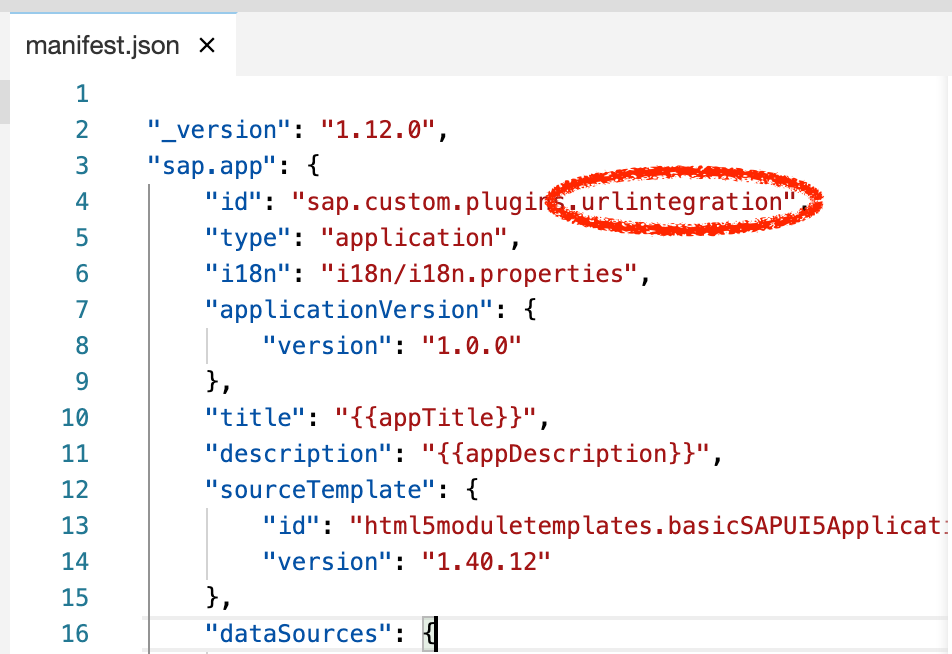 manifest.json ×
1
2 "_version": "1.12.0",
3 "sap.app": {
4 "id": "sap.custom.plugins.urlintegration",
5 "type": "application",
6 "i18n": "i18n/i18n.properties",
7 "applicationVersion": {
8 "version": "1.0.0"
9 },
10 "title": "{{appTitle}}",
11 "description": "{{appDescription}}",
12 "sourceTemplate": {
13 "id": "html5moduletemplates.basicSAPUI5Applicati
14 "version": "1.40.12"
15 },
16 "dataSources": {